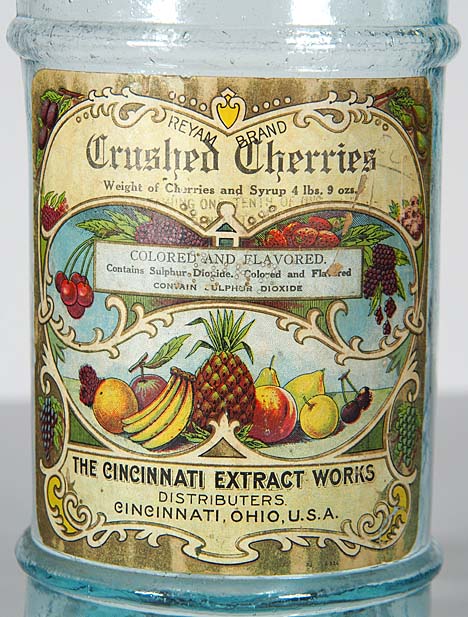 REYAM BRAND
Crushed Cherries
Weight of Cherries and Syrup 4 lbs. 9 ozs.
COLORED AND FLAVORED.
Contains Sulphur Dioxide. Colored and Flavored
CONTAIN SULPHUR DIOXIDE
THE CINCINNATI EXTRACT WORKS
DISTRIBUTERS
CINCINNATI, OHIO, U.S.A.